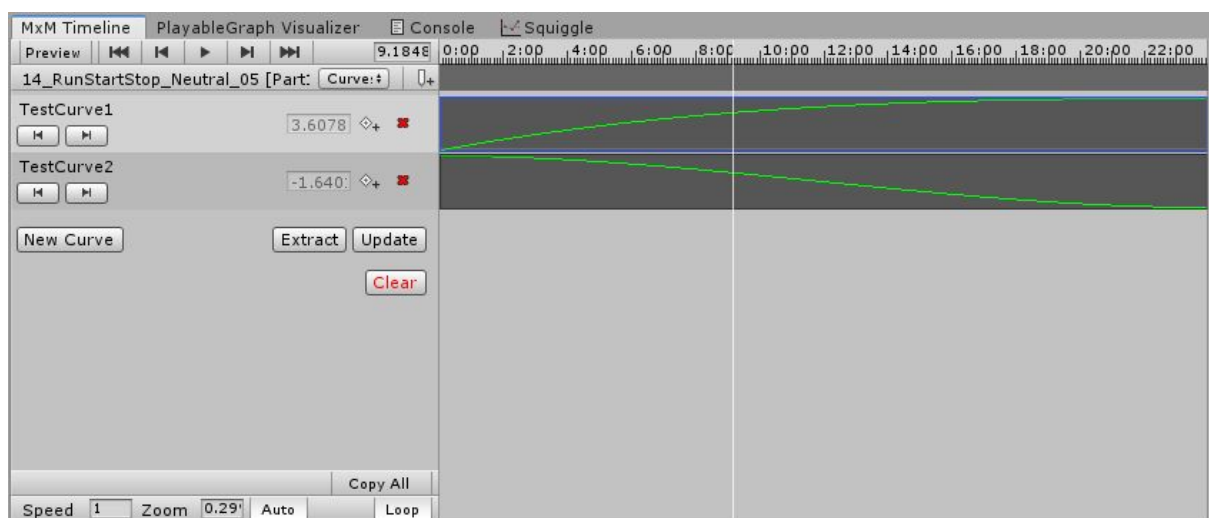 MxM Timeline PlayableGraph Visualizer Console Squiggle
Preview 9.1848 0:00 2:00 4:00 6:00 8:00 10:00 12:00 14:00 16:00 18:00 20:00 22:00
14_RunStartStop_Neutral_05 [Part: Curves
TestCurve1
3.6078
TestCurve2
-1.640
New Curve Extract Update
Clear
Copy All
Speed 1 Zoom 0.29 Auto Loop